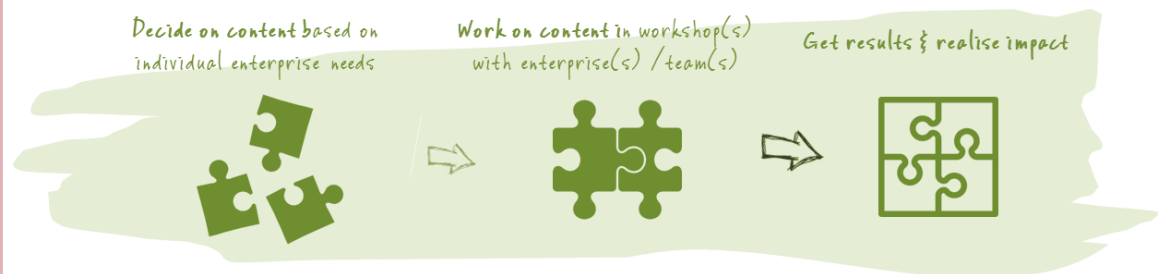 Decide on content based on
individual enterprise needs
Work on content in workshop(s)
with enterprise(s) / team(s)
Get results & realise impact